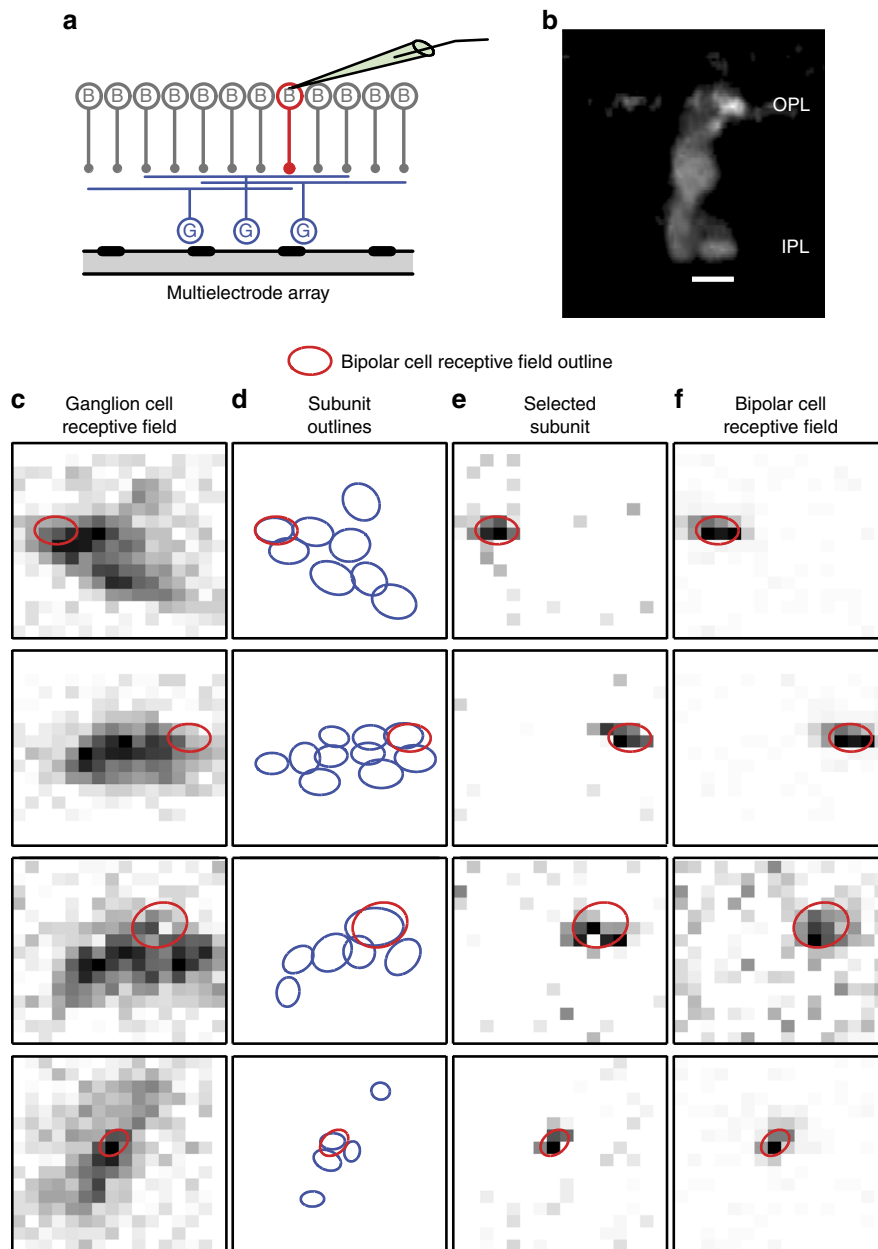 a
B B B B B B B B B B B B
G G G
Multielectrode array
b
OPL
IPL
Bipolar cell receptive field outline
c Ganglion cell
receptive field
d Subunit
outlines
e Selected
subunit
f Bipolar cell
receptive field